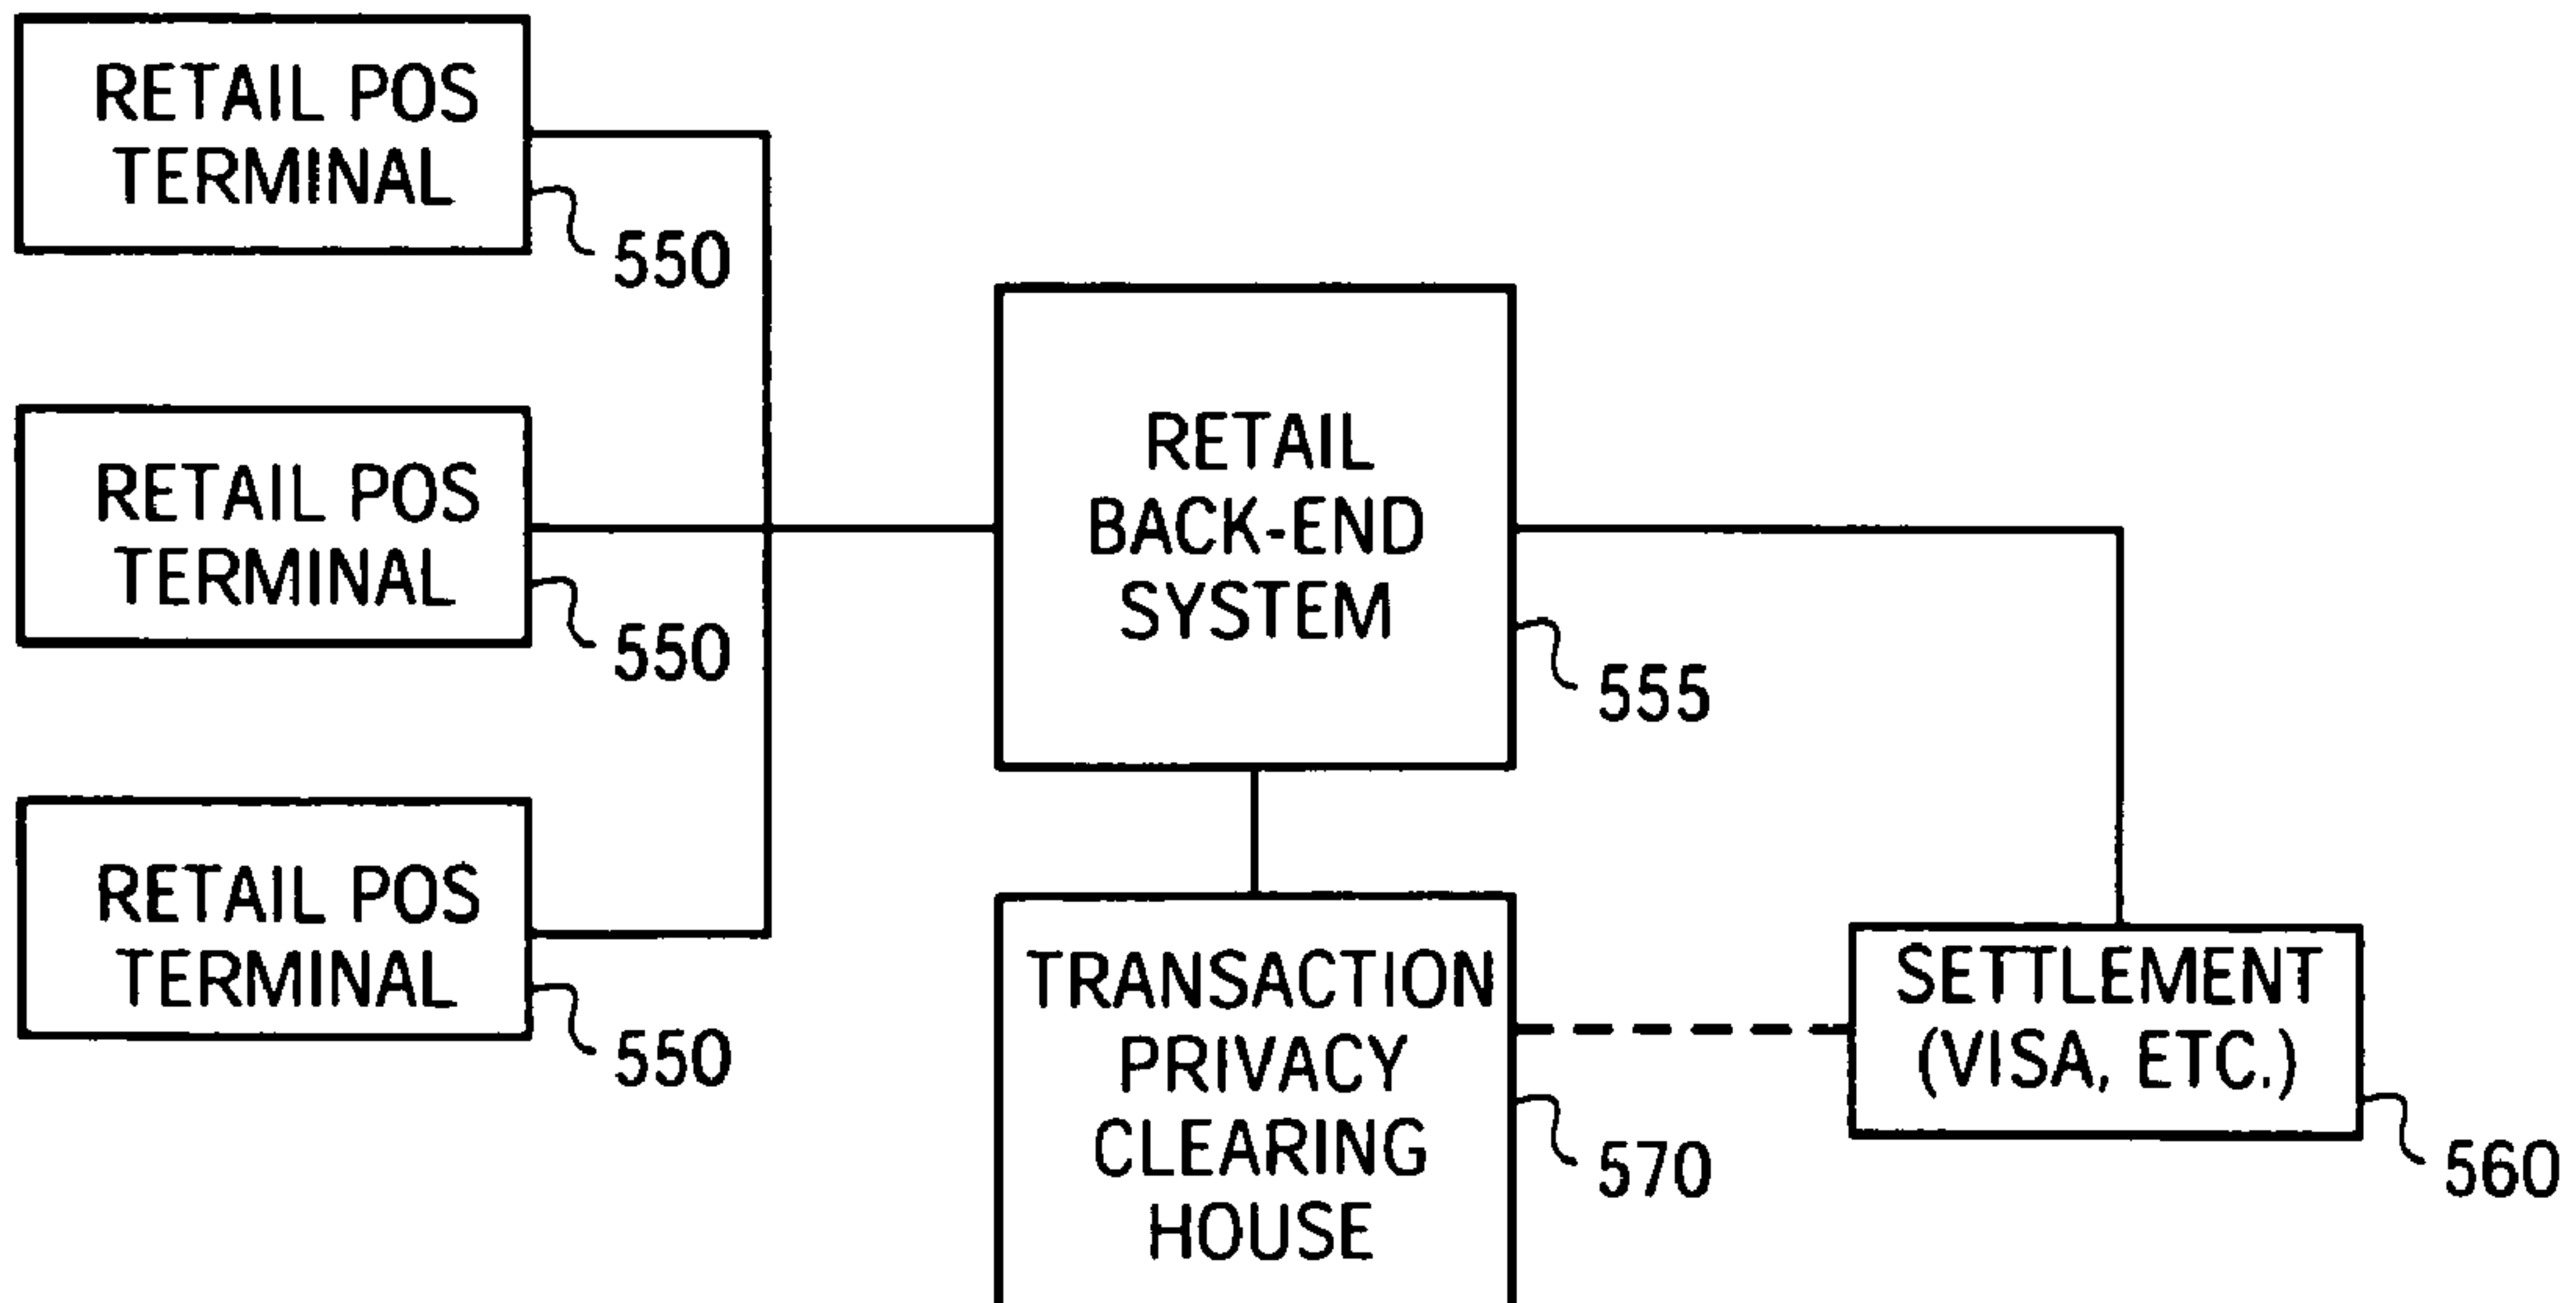 RETAIL POS
TERMINAL
550
RETAIL POS
TERMINAL
550
RETAIL POS
TERMINAL
550
RETAIL
BACK-END
SYSTEM
555
TRANSACTION
PRIVACY
CLEARING
HOUSE
570
SETTLEMENT
(VISA, ETC.)
560